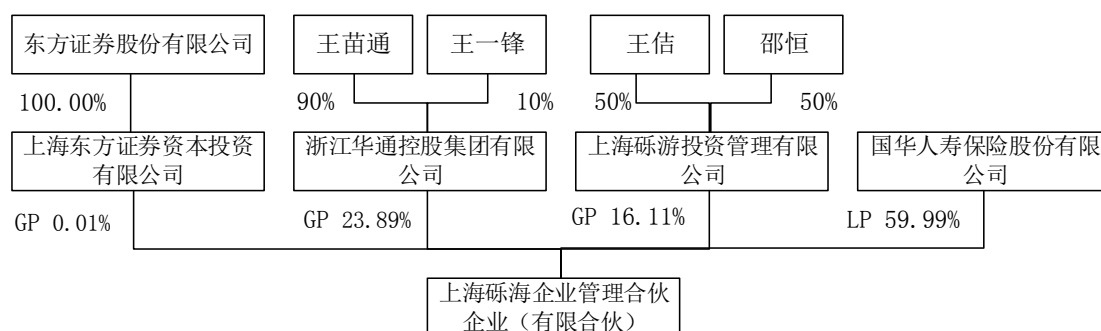 东方证券股份有限公司
王苗通
王一锋
王佶
邵恒
100.00%
90%
10%
50%
50%
上海东方证券资本投资
有限公司
浙江华通控股集团有限
公司
上海砾游投资管理有限
公司
国华人寿保险股份有限
公司
GP 0.01%
GP 23.89%
GP 16.11%
LP 59.99%
上海砾海企业管理合伙
企业（有限合伙）